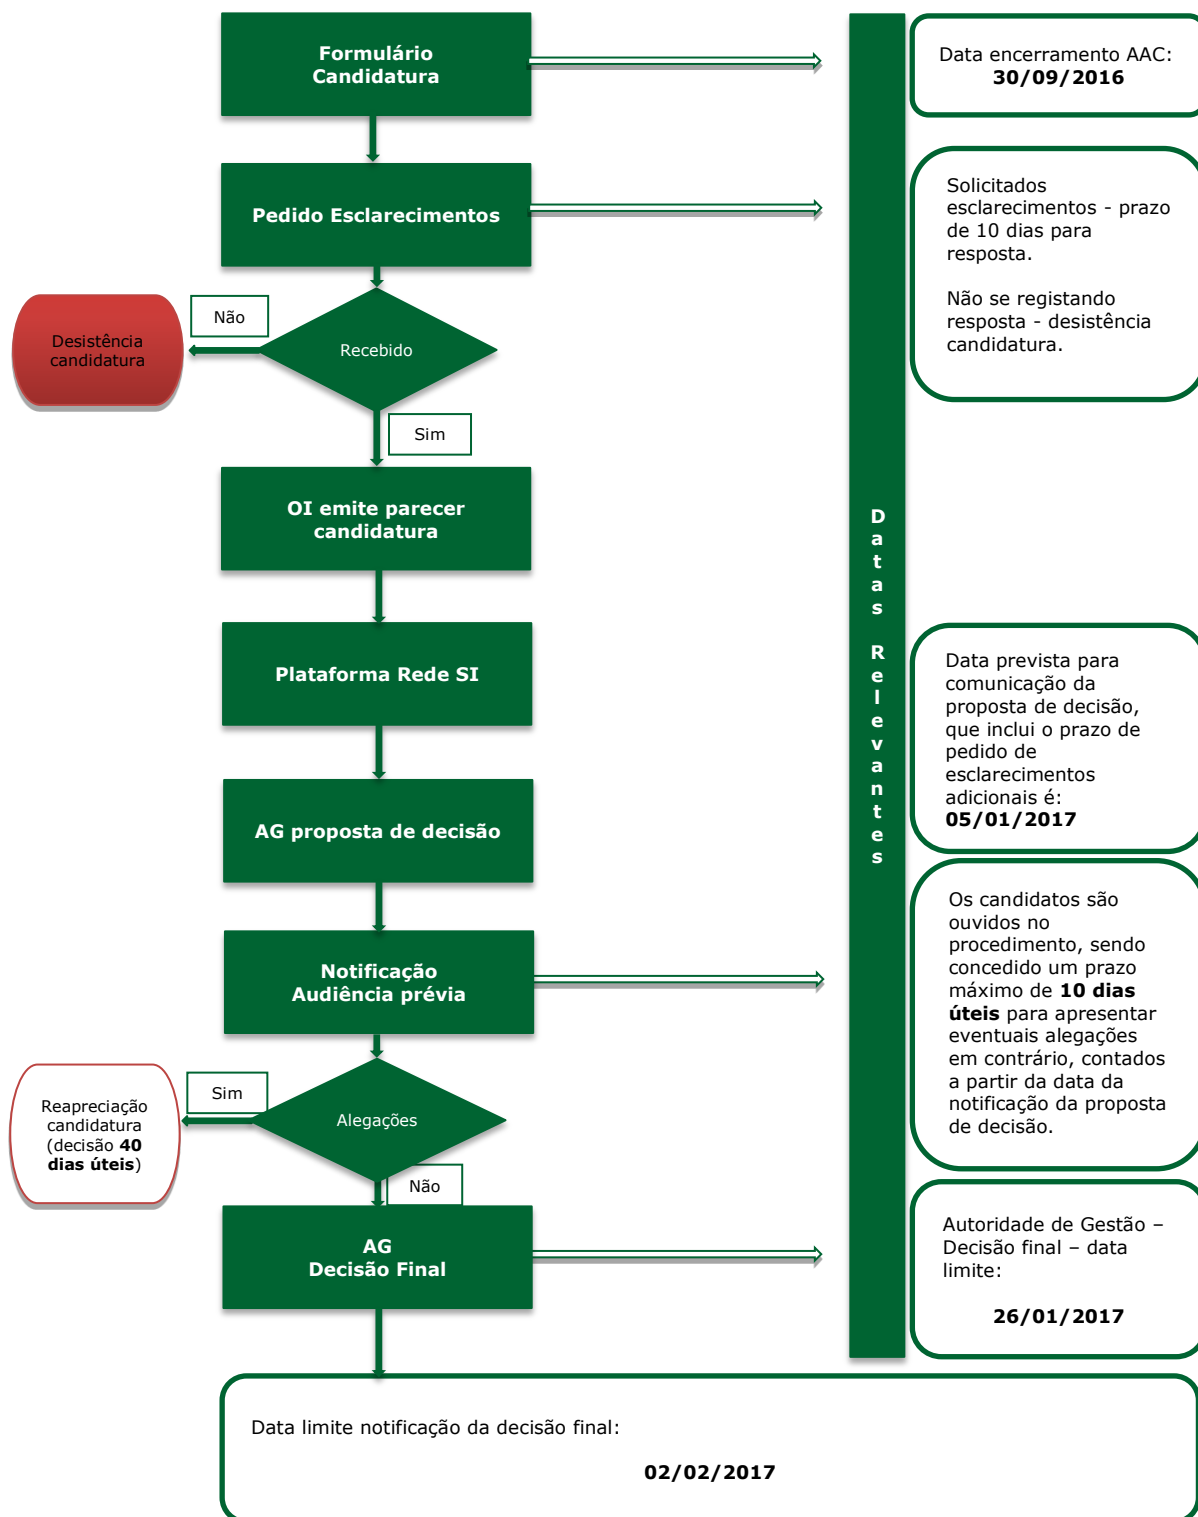 Formulário
Candidatura
Data encerramento AAC:
30/09/2016
Pedido Esclarecimentos
Solicitados
esclarecimentos - prazo
de 10 dias para
resposta.
Não se registando
resposta - desistência
candidatura.
Não
Desistência
candidatura
Recebido
Sim
OI emite parecer
candidatura
Datas Relevantes
Plataforma Rede SI
Data prevista para
comunicação da
proposta de decisão,
que inclui o prazo de
pedido de
esclarecimentos
adicionais é:
05/01/2017
AG proposta de decisão
Notificação
Audiência prévia
Os candidatos são
ouvidos no
procedimento, sendo
concedido um prazo
máximo de 10 dias
úteis para apresentar
eventuais alegações
em contrário, contados
a partir da data da
notificação da proposta
de decisão.
Sim
Reapreciação
candidatura
(decisão 40
dias úteis)
Alegações
Não
AG
Decisão Final
Autoridade de Gestão –
Decisão final – data
limite:
26/01/2017
Data limite notificação da decisão final:
02/02/2017